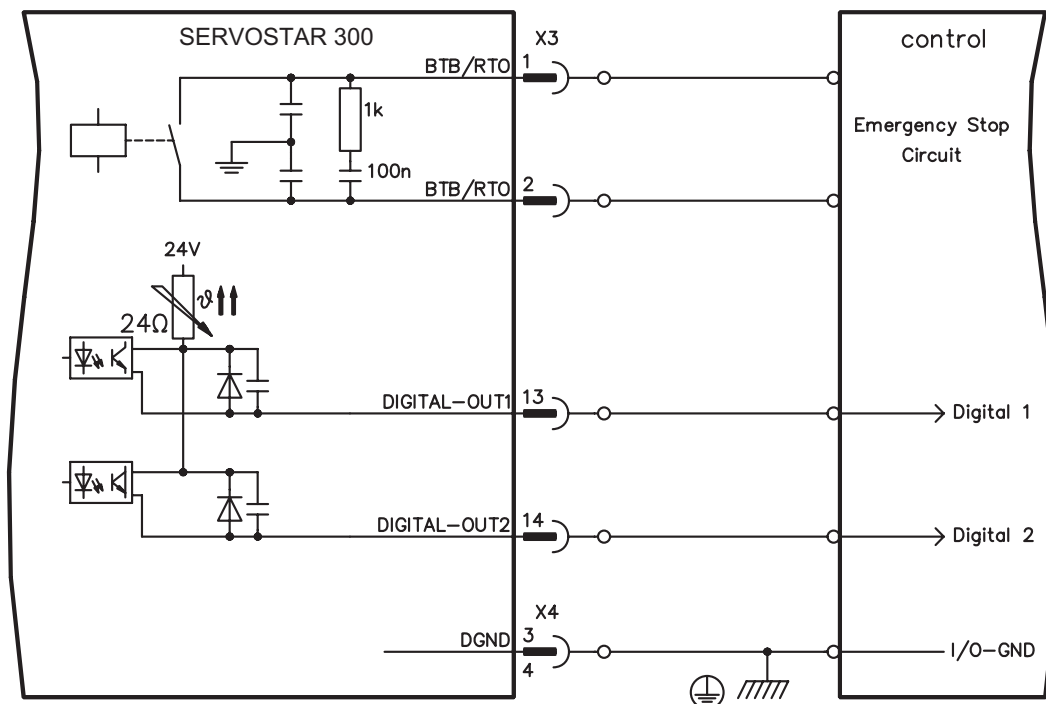 SERVOSTAR 300
X3
control
BTB/RTO
1
1k
100n
Emergency Stop
Circuit
BTB/RTO
2
24V
ϑ
24Ω
DIGITAL-OUT1
13
Digital 1
DIGITAL-OUT2
14
Digital 2
X4
DGND
3
4
I/O-GND